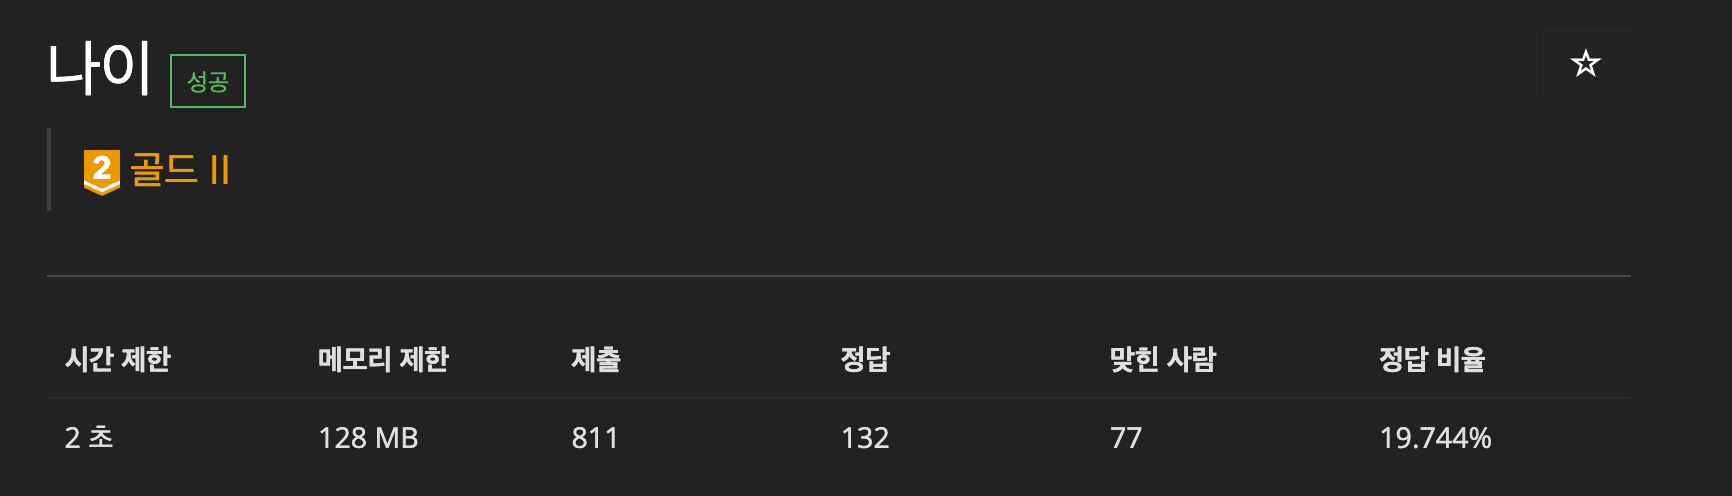 나이 성공
2 골드 II
시간 제한 메모리 제한 제출 정답 맞힌 사람 정답 비율
2 초 128 MB 811 132 77 19.744%